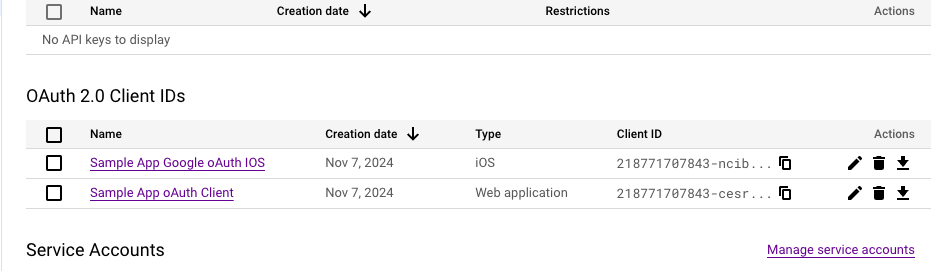 Name Creation date Restrictions Actions
No API keys to display
OAuth 2.0 Client IDs
Name Creation date Type Client ID Actions
Sample App Google oAuth IOS Nov 7, 2024 iOS 218771707843-ncib...
Sample App oAuth Client Nov 7, 2024 Web application 218771707843-cesr...
Service Accounts Manage service accounts